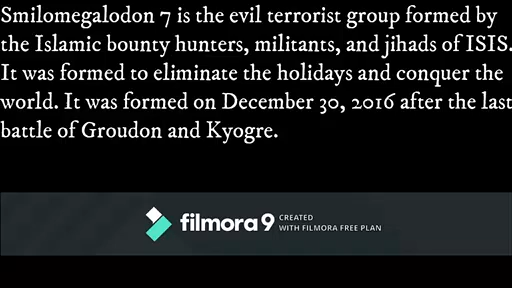 Smilomegalodon 7 is the evil terrorist group formed by
the Islamic bounty hunters, militants, and jihads of ISIS.
It was formed to eliminate the holidays and conquer the
world. It was formed on December 30, 2016 after the last
battle of Groudon and Kyogre.
filmora9 CREATED
WITH FILMORA FREE PLAN